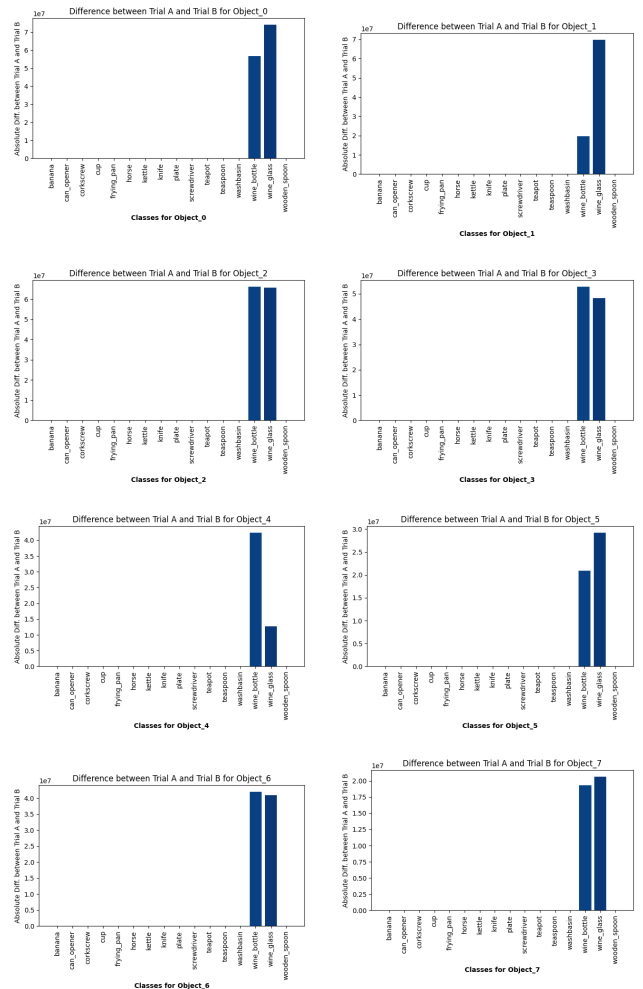 Difference between Trial A and Trial B for Object_0
1e7
Absolute Diff. between Trial A and Trial B
7
6
5
4
3
2
1
0
banana
can_opener
corkscrew
cup
frying_pan
horse
kettle
knife
plate
screwdriver
teapot
teaspoon
washbasin
wine_bottle
wine_glass
wooden_spoon
Classes for Object_0
Difference between Trial A and Trial B for Object_1
1e7
Absolute Diff. between Trial A and Trial B
7
6
5
4
3
2
1
0
banana
can_opener
corkscrew
cup
frying_pan
horse
kettle
knife
plate
screwdriver
teapot
teaspoon
washbasin
wine_bottle
wine_glass
wooden_spoon
Classes for Object_1
Difference between Trial A and Trial B for Object_2
1e7
Absolute Diff. between Trial A and Trial B
6
5
4
3
2
1
0
banana
can_opener
corkscrew
cup
frying_pan
horse
kettle
knife
plate
screwdriver
teapot
teaspoon
washbasin
wine_bottle
wine_glass
wooden_spoon
Classes for Object_2
Difference between Trial A and Trial B for Object_3
1e7
Absolute Diff. between Trial A and Trial B
5
4
3
2
1
0
banana
can_opener
corkscrew
cup
frying_pan
horse
kettle
knife
plate
screwdriver
teapot
teaspoon
washbasin
wine_bottle
wine_glass
wooden_spoon
Classes for Object_3
Difference between Trial A and Trial B for Object_4
1e7
Absolute Diff. between Trial A and Trial B
4.0
3.5
3.0
2.5
2.0
1.5
1.0
0.5
0.0
banana
can_opener
corkscrew
cup
frying_pan
horse
kettle
knife
plate
screwdriver
teapot
teaspoon
washbasin
wine_bottle
wine_glass
wooden_spoon
Classes for Object_4
Difference between Trial A and Trial B for Object_5
1e7
Absolute Diff. between Trial A and Trial B
3.0
2.5
2.0
1.5
1.0
0.5
0.0
banana
can_opener
corkscrew
cup
frying_pan
horse
kettle
knife
plate
screwdriver
teapot
teaspoon
washbasin
wine_bottle
wine_glass
wooden_spoon
Classes for Object_5
Difference between Trial A and Trial B for Object_6
1e7
Absolute Diff. between Trial A and Trial B
4.0
3.5
3.0
2.5
2.0
1.5
1.0
0.5
0.0
banana
can_opener
corkscrew
cup
frying_pan
horse
kettle
knife
plate
screwdriver
teapot
teaspoon
washbasin
wine_bottle
wine_glass
wooden_spoon
Classes for Object_6
Difference between Trial A and Trial B for Object_7
1e7
Absolute Diff. between Trial A and Trial B
2.00
1.75
1.50
1.25
1.00
0.75
0.50
0.25
0.00
banana
can_opener
corkscrew
cup
frying_pan
horse
kettle
knife
plate
screwdriver
teapot
teaspoon
washbasin
wine_bottle
wine_glass
wooden_spoon
Classes for Object_7